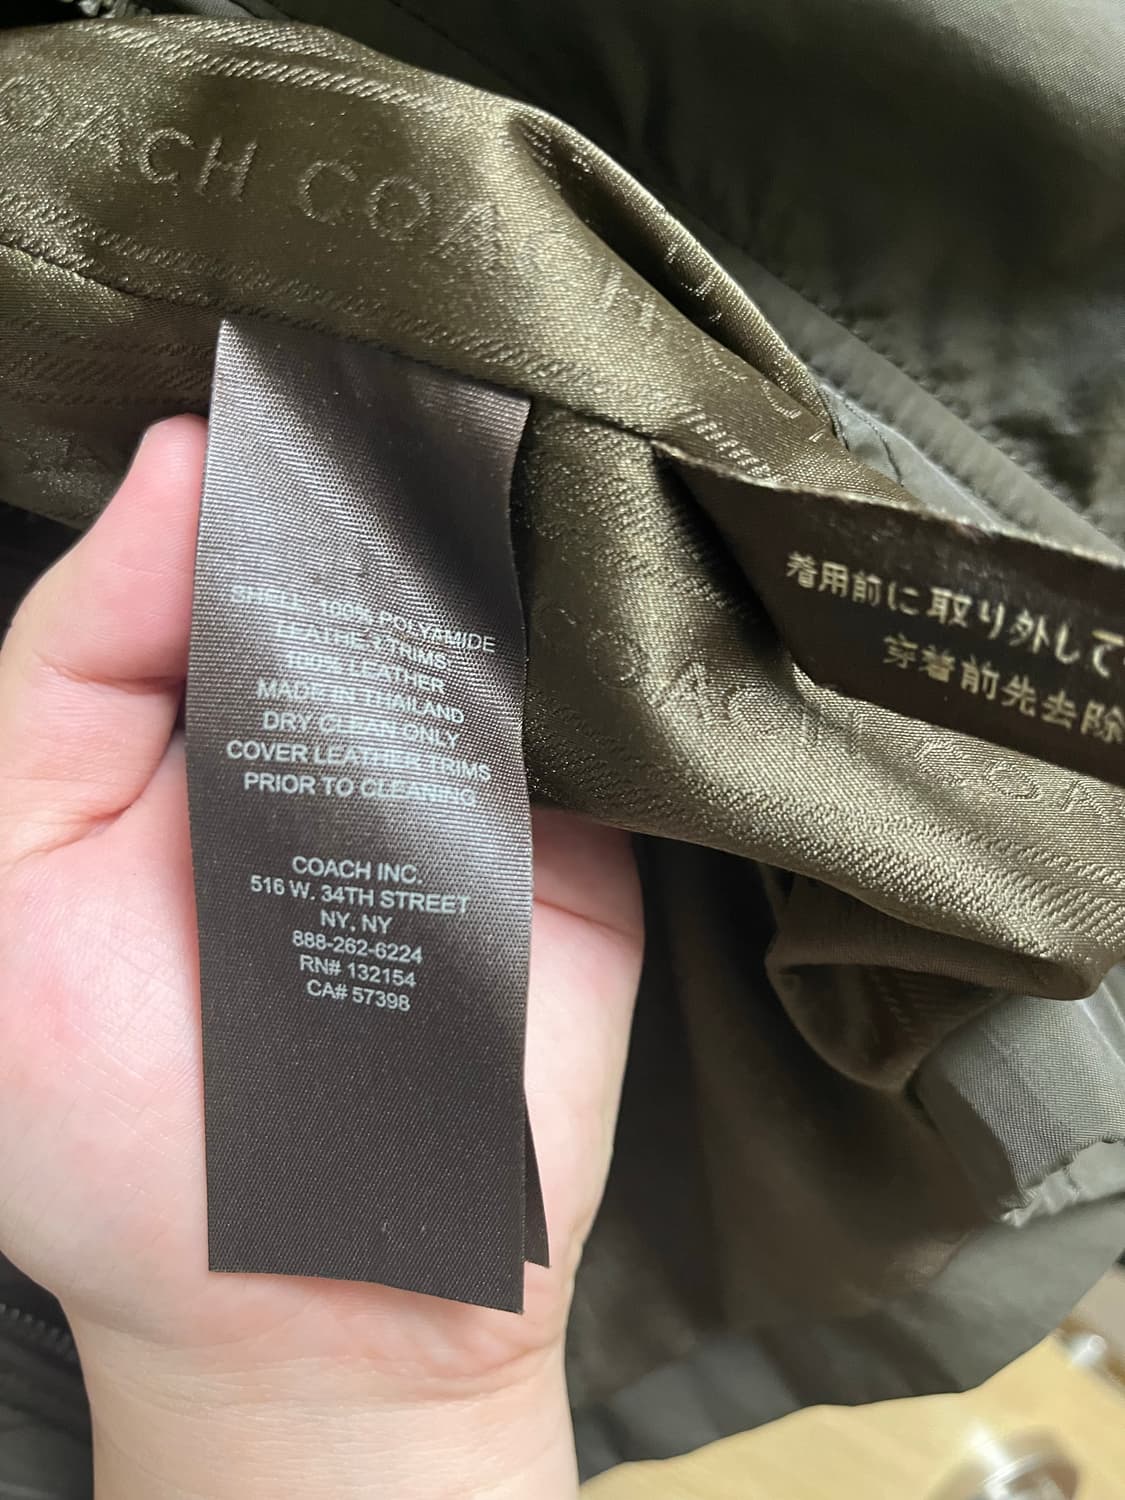 OACH COACH
SHELL: 100% POLYAMIDE
LEATHER TRIMS:
100% LEATHER
MADE IN THAILAND
DRY CLEAN ONLY
COVER LEATHER TRIMS
PRIOR TO CLEANING
COACH INC.
516 W. 34TH STREET
NY, NY
888-262-6224
RN# 132154
CA# 57398
着用前に取り外して
穿着前先去除
COACH COA